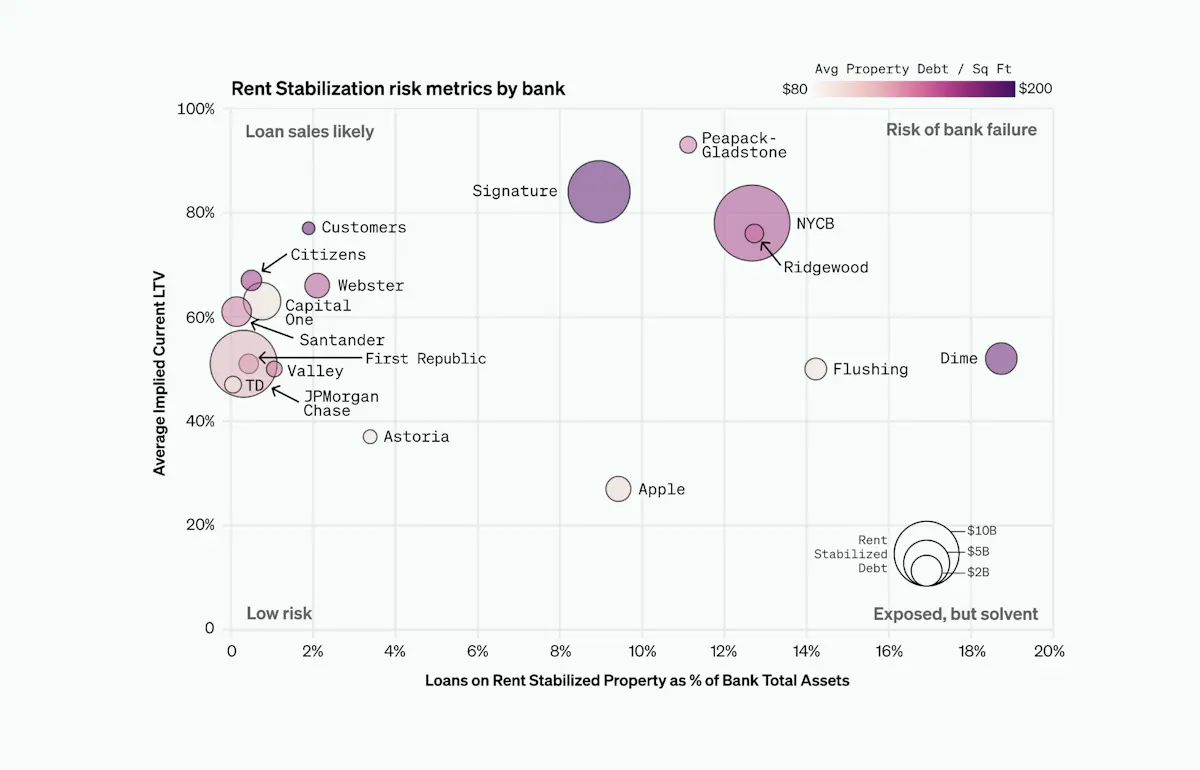 Avg Property Debt / Sq Ft
Rent Stabilization risk metrics by bank
$80
$200
100%
Loan sales likely
Risk of bank failure
Peapack-
Gladstone
Signature
80%
NYCB
Customers
Citizens
Ridgewood
Webster
Capital
One
60%
Santander
First Republic
Valley
TD
JPMorgan
Chase
Dime
Flushing
40%
Astoria
Apple
20%
Rent
Stabilized
Debt
$10B
$5B
$2B
Low risk
Exposed, but solvent
0
0
2%
4%
6%
8%
10%
12%
14%
16%
18%
20%
Average Implied Current LTV
Loans on Rent Stabilized Property as % of Bank Total Assets